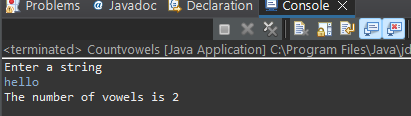 Problems @ Javadoc Declaration Console
<terminated> Countvowels [Java Application] C:\Program Files\Java\jd
Enter a string
hello
The number of vowels is 2